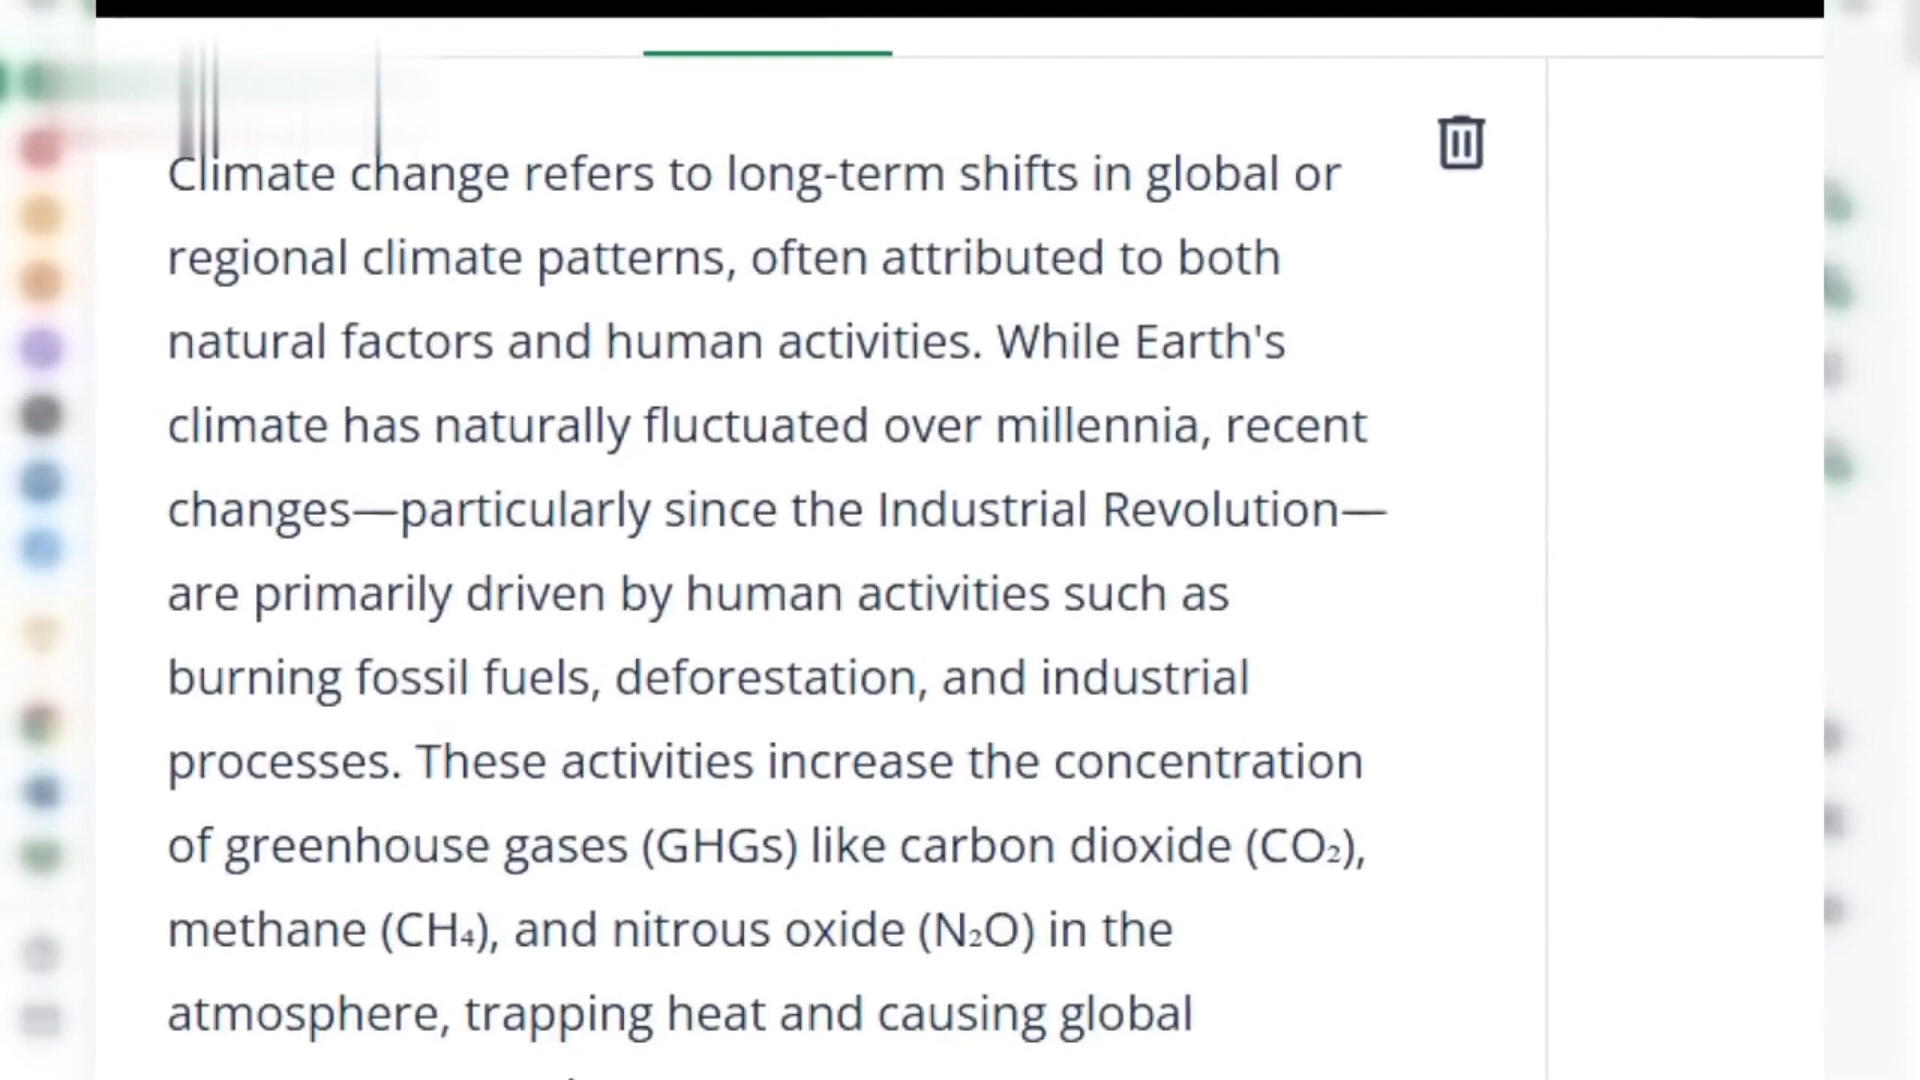 Climate change refers to long-term shifts in global or
regional climate patterns, often attributed to both
natural factors and human activities. While Earth's
climate has naturally fluctuated over millennia, recent
changes—particularly since the Industrial Revolution—
are primarily driven by human activities such as
burning fossil fuels, deforestation, and industrial
processes. These activities increase the concentration
of greenhouse gases (GHGs) like carbon dioxide (CO₂),
methane (CH₄), and nitrous oxide (N₂O) in the
atmosphere, trapping heat and causing global